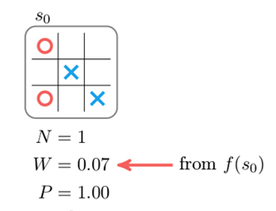 s₀
N = 1
W = 0.07 from f(s₀)
P = 1.00